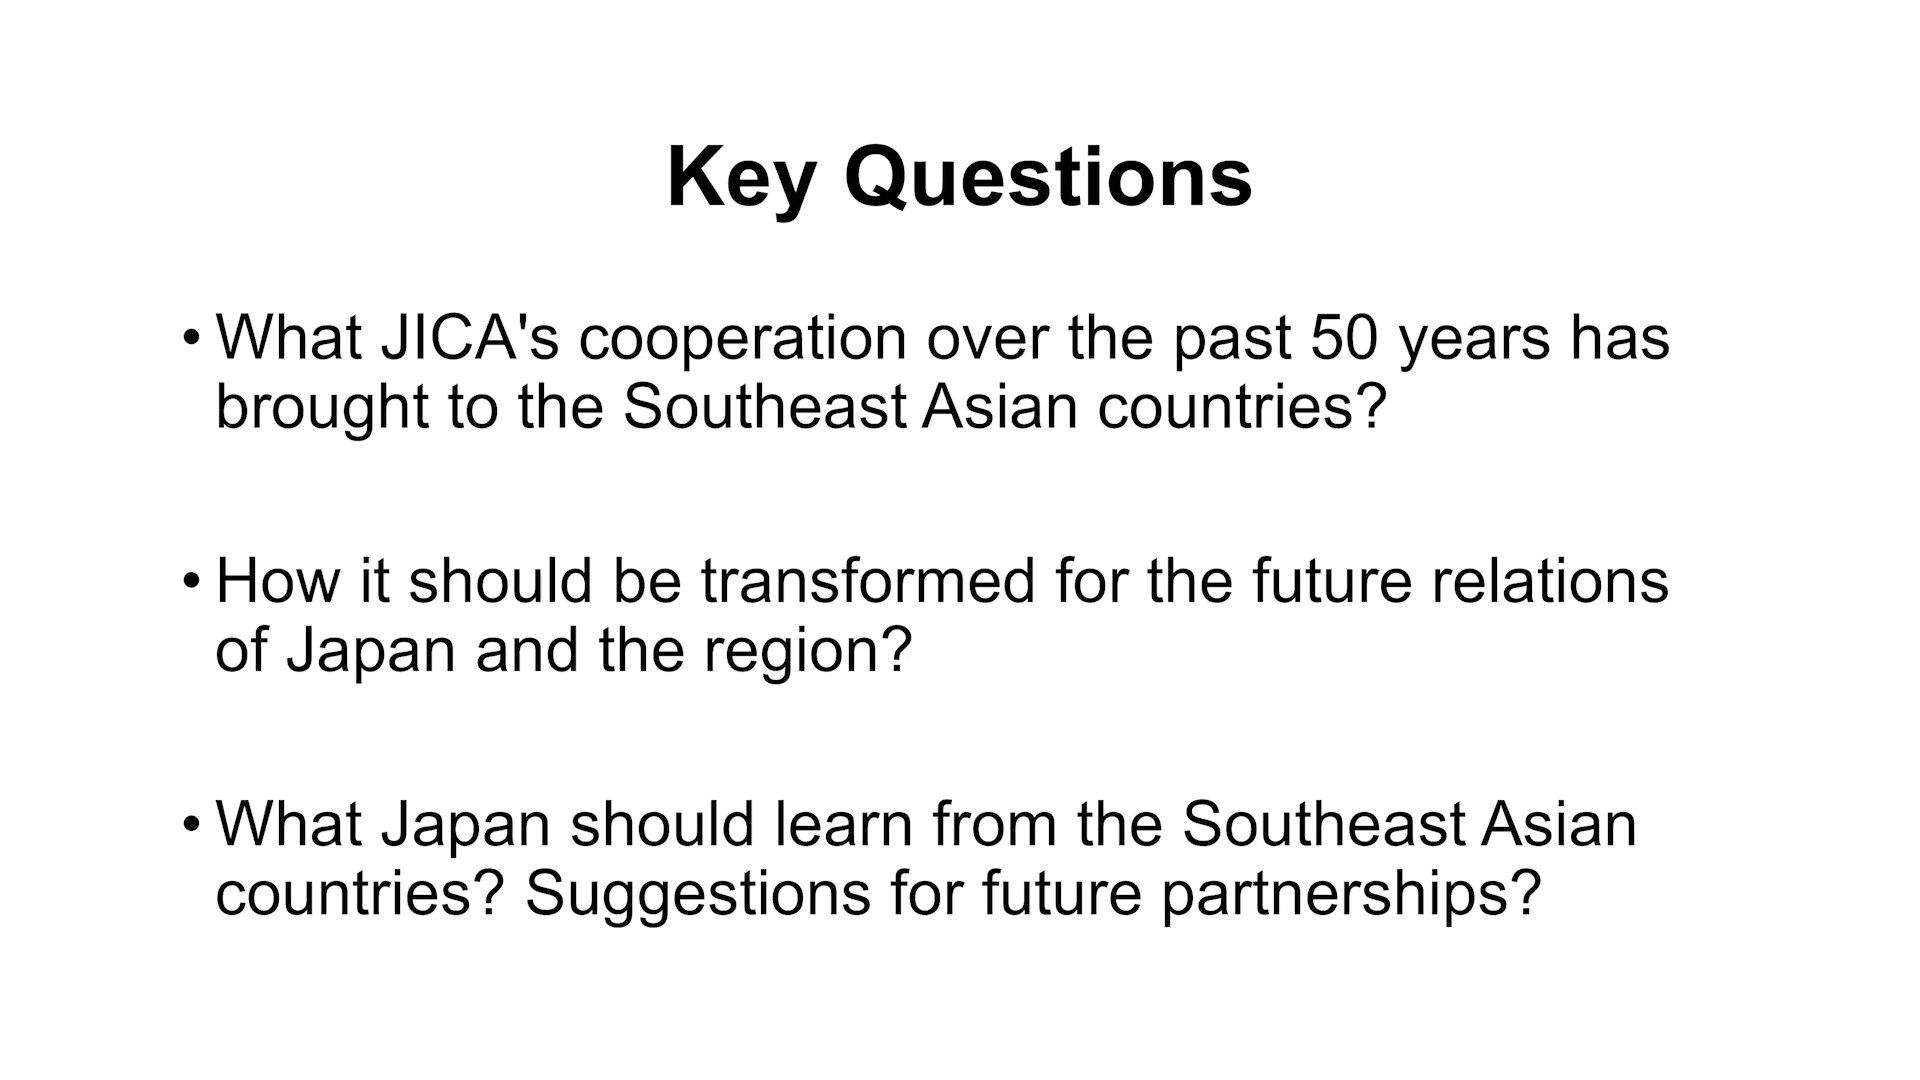 Key Questions
• What JICA's cooperation over the past 50 years has
brought to the Southeast Asian countries?
• How it should be transformed for the future relations
of Japan and the region?
• What Japan should learn from the Southeast Asian
countries? Suggestions for future partnerships?